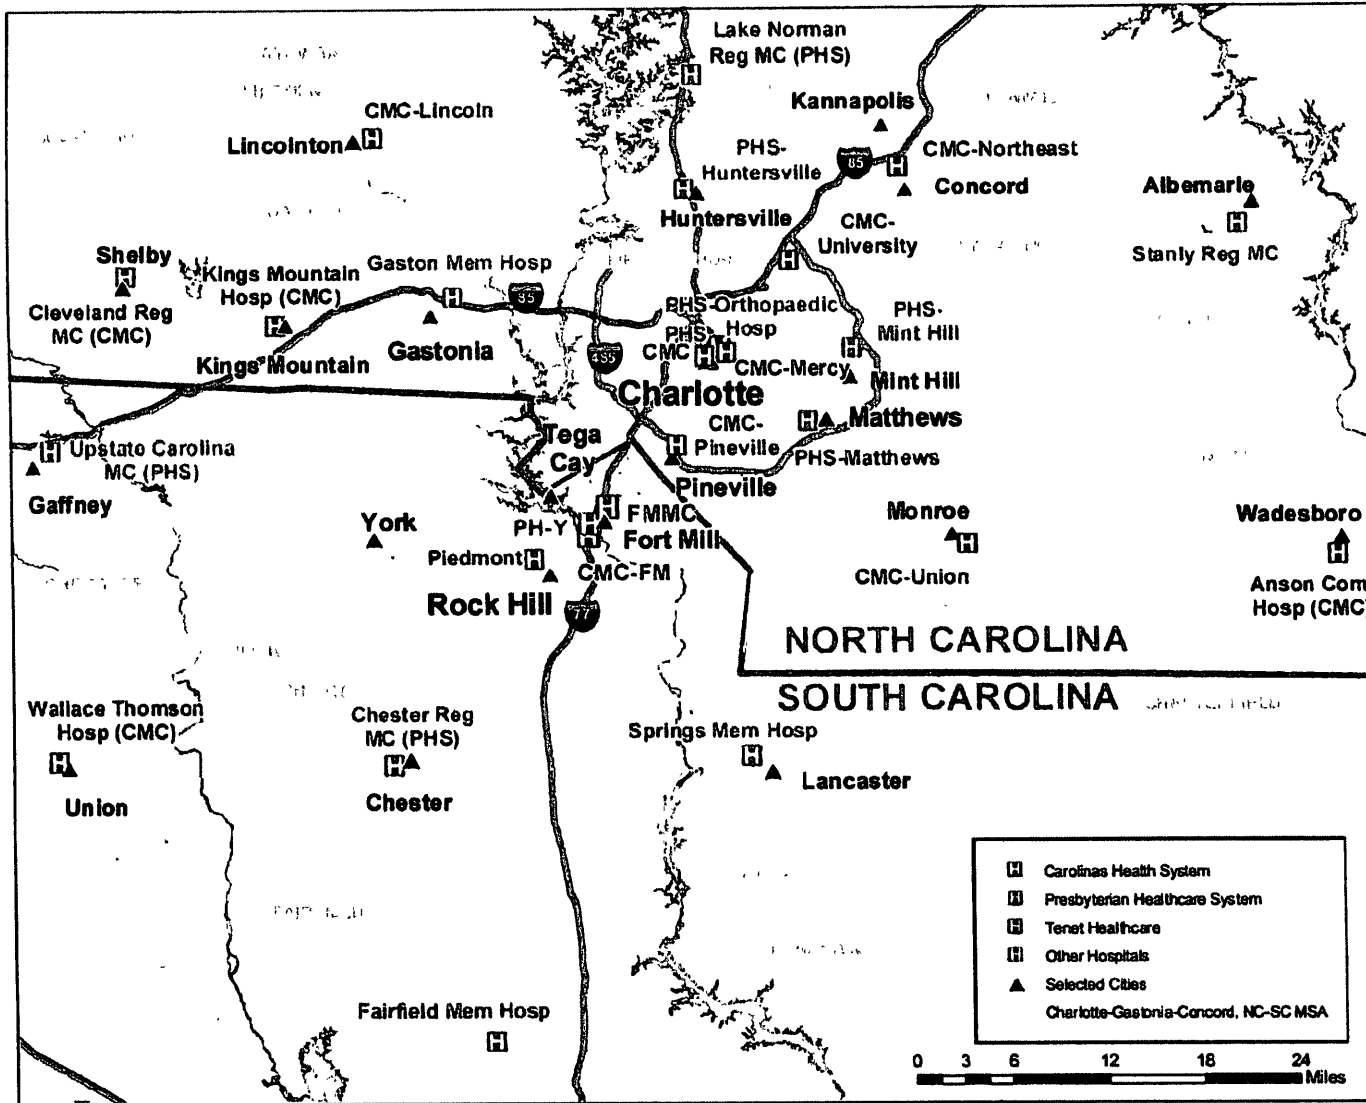 Lake Norman
Reg MC (PHS)
Kannapolis
CMC-Lincoln
Lincolnton
PHS-
Huntersville
85
CMC-Northeast
Concord
Albemarle
Huntersville
CMC-
University
Stanly Reg MC
Shelby
Kings Mountain
Hosp (CMC)
Gaston Mem Hosp
Cleveland Reg
MC (CMC)
85
PHS-Orthopaedic
Hosp
PHS-
Mint Hill
PHS
CMC
CMC-Mercy
Kings Mountain
Gastonia
485
Charlotte
Mint Hill
Matthews
CMC-
Pineville
PHS-Matthews
Tega
Cay
Upstate Carolina
MC (PHS)
Gaffney
Pineville
York
PH-Y
FMMC
Fort Mill
Monroe
Wadesboro
Piedmont
CMC-FM
CMC-Union
Anson Com
Hosp (CMC)
Rock Hill
77
NORTH CAROLINA
SOUTH CAROLINA
Wallace Thomson
Hosp (CMC)
Chester Reg
MC (PHS)
Springs Mem Hosp
Union
Chester
Lancaster
Fairfield Mem Hosp
H Carolinas Health System
H Presbyterian Healthcare System
H Tenet Healthcare
H Other Hospitals
Selected Cities
Charlotte-Gastonia-Concord, NC-SC MSA
0 3 6 12 18 24
Miles